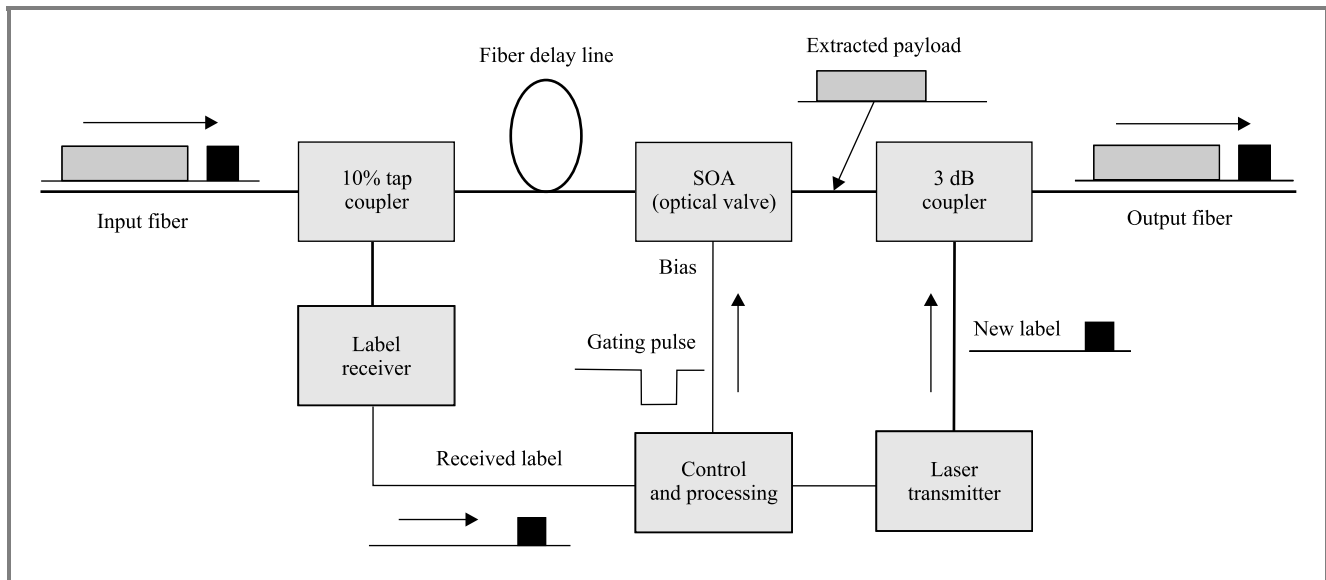 Extracted payload
Fiber delay line
10% tap
coupler
SOA
(optical valve)
3 dB
coupler
Input fiber
Output fiber
Bias
Label
receiver
Gating pulse
New label
Received label
Control
and processing
Laser
transmitter